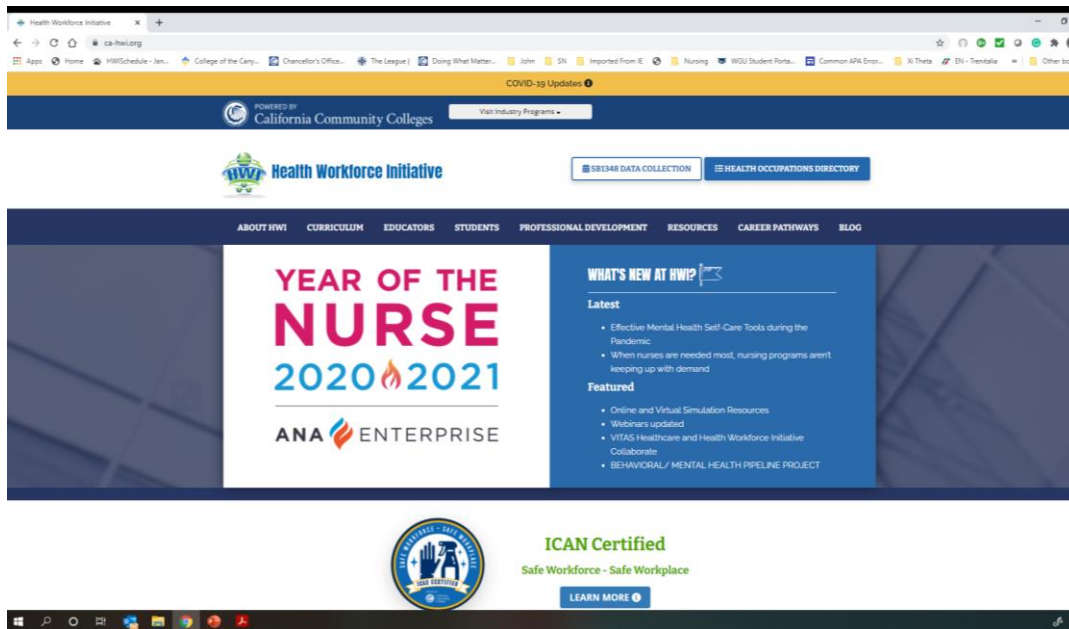 Health Workforce Initiative
ca-hwi.org
Apps Home HWISchedule - Jan... College of the Cany... Chancellor's Office... The League | Doing What Matter... John SN Imported From IE Nursing WGU Student Porta... Common APA Error... Xi Theta EN - Trenitalia Other bo
COVID-19 Updates
POWERED BY
California Community Colleges
Visit Industry Programs
HWI
Health Workforce Initiative
SB1348 DATA COLLECTION
HEALTH OCCUPATIONS DIRECTORY
ABOUT HWI CURRICULUM EDUCATORS STUDENTS PROFESSIONAL DEVELOPMENT RESOURCES CAREER PATHWAYS BLOG
YEAR OF THE
NURSE
2020 2021
ANA ENTERPRISE
WHAT'S NEW AT HWI?
Latest
Effective Mental Health Self-Care Tools during the
Pandemic
When nurses are needed most, nursing programs aren't
keeping up with demand
Featured
Online and Virtual Simulation Resources
Webinars updated
VITAS Healthcare and Health Workforce Initiative
Collaborate
BEHAVIORAL/ MENTAL HEALTH PIPELINE PROJECT
SAFE WORKFORCE - SAFE WORKPLACE
ICAN CERTIFIED
ICAN Certified
Safe Workforce - Safe Workplace
LEARN MORE